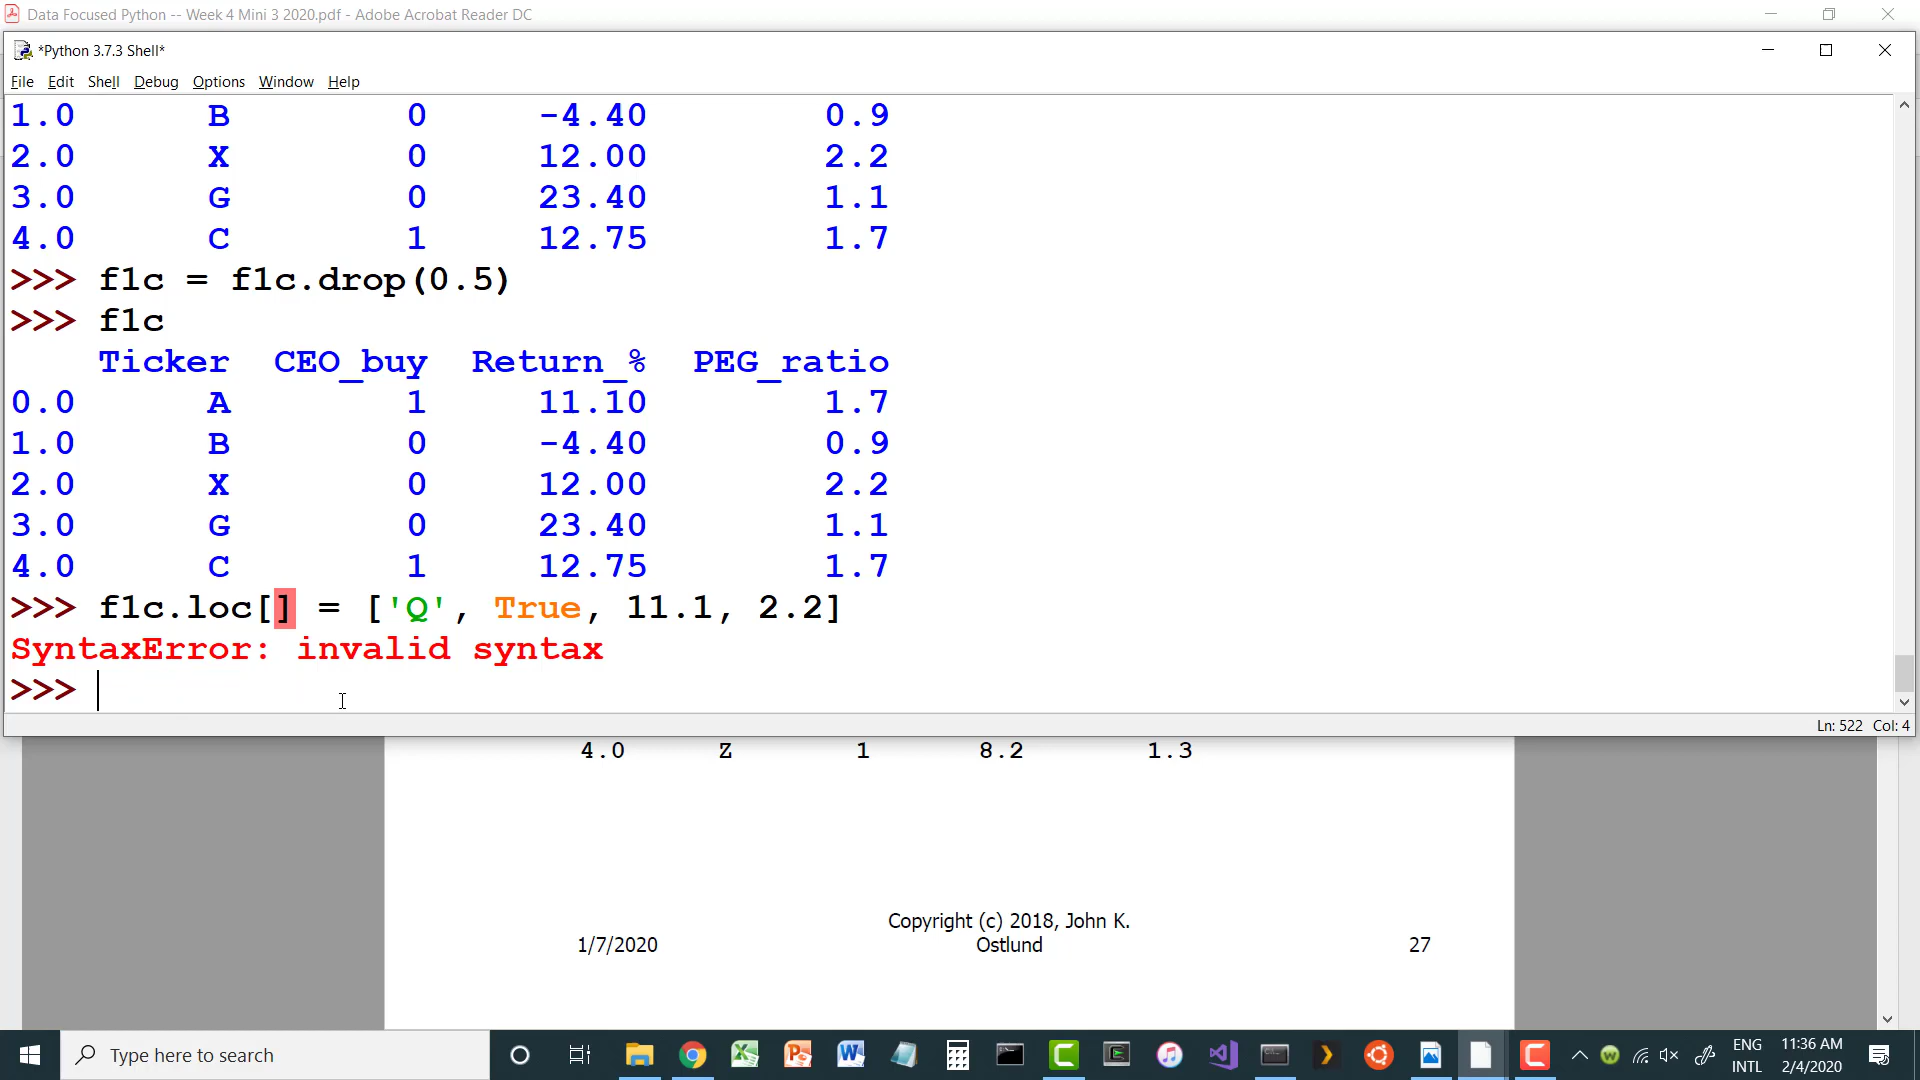 Data Focused Python -- Week 4 Mini 3 2020.pdf - Adobe Acrobat Reader DC
*Python 3.7.3 Shell*
File Edit Shell Debug Options Window Help
1.0 B 0 -4.40 0.9
2.0 X 0 12.00 2.2
3.0 G 0 23.40 1.1
4.0 C 1 12.75 1.7
>>> f1c = f1c.drop(0.5)
>>> f1c
Ticker CEO_buy Return_% PEG_ratio
0.0 A 1 11.10 1.7
1.0 B 0 -4.40 0.9
2.0 X 0 12.00 2.2
3.0 G 0 23.40 1.1
4.0 C 1 12.75 1.7
>>> f1c.loc[] = ['Q', True, 11.1, 2.2]
SyntaxError: invalid syntax
>>>
Ln: 522 Col: 4
4.0 Z 1 8.2 1.3
Copyright (c) 2018, John K.
1/7/2020 Ostlund 27
Type here to search
ENG 11:36 AM
INTL 2/4/2020